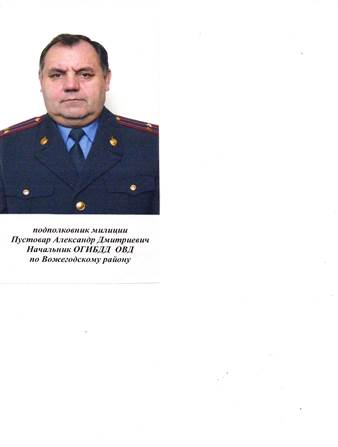 подполковник милиции
Пустовар Александр Дмитриевич
Начальник ОГИБДД ОВД
по Вожегодскому району